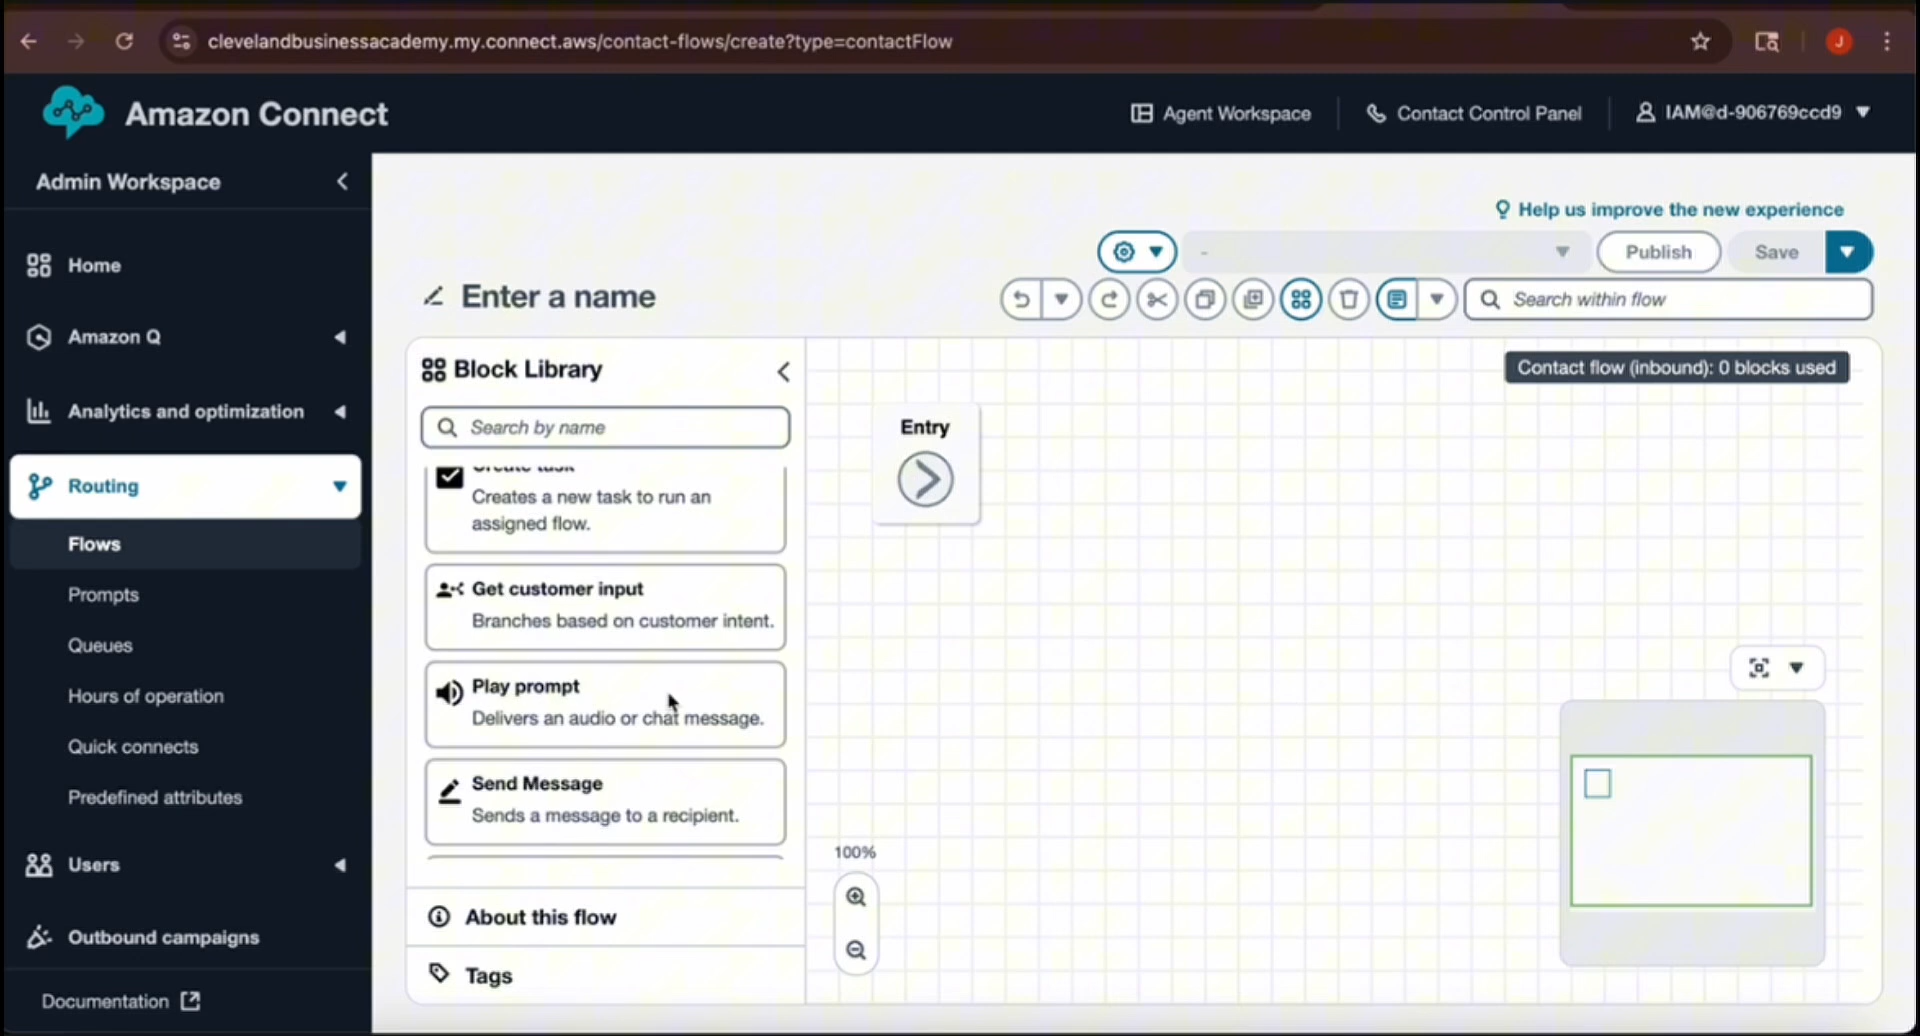 clevelandbusinessacademy.my.connect.aws/contact-flows/create?type=contactFlow
J
Amazon Connect
Agent Workspace
Contact Control Panel
IAM@d-906769ccd9
Admin Workspace
Home
Amazon Q
Analytics and optimization
Routing
Flows
Prompts
Queues
Hours of operation
Quick connects
Predefined attributes
Users
Outbound campaigns
Documentation
Help us improve the new experience
-
Publish
Save
Enter a name
Search within flow
Block Library
Search by name
Create task
Creates a new task to run an
assigned flow.
Get customer input
Branches based on customer intent.
Play prompt
Delivers an audio or chat message.
Send Message
Sends a message to a recipient.
About this flow
Tags
Entry
Contact flow (inbound): 0 blocks used
100%